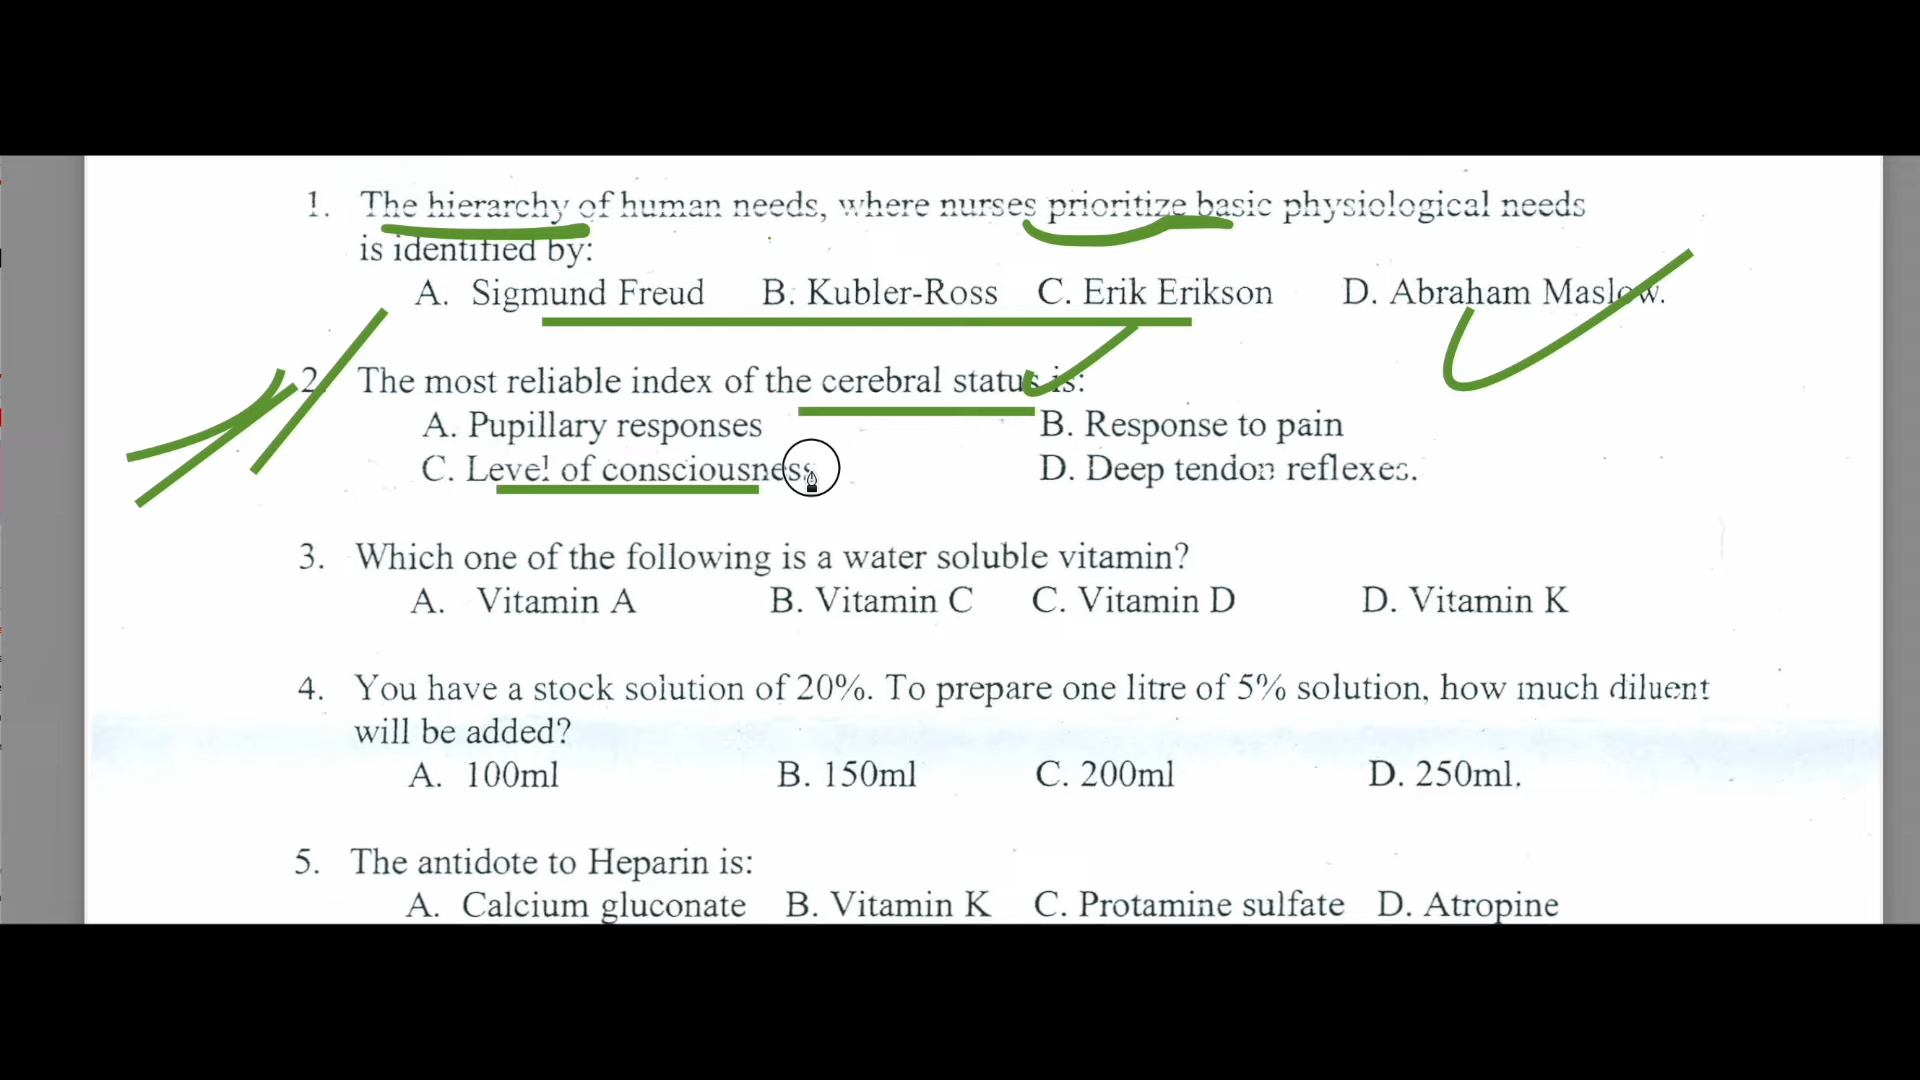 1. The hierarchy of human needs, where nurses prioritize basic physiological needs
is identified by:
A. Sigmund Freud B. Kubler-Ross C. Erik Erikson D. Abraham Maslow.
2. The most reliable index of the cerebral status is:
A. Pupillary responses B. Response to pain
C. Level of consciousness D. Deep tendon reflexes.
3. Which one of the following is a water soluble vitamin?
A. Vitamin A B. Vitamin C C. Vitamin D D. Vitamin K
4. You have a stock solution of 20%. To prepare one litre of 5% solution, how much diluent
will be added?
A. 100ml B. 150ml C. 200ml D. 250ml.
5. The antidote to Heparin is:
A. Calcium gluconate B. Vitamin K C. Protamine sulfate D. Atropine